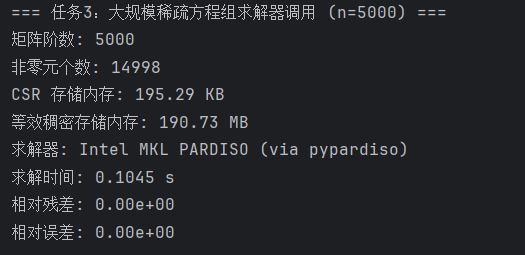 === 任务3：大规模稀疏方程组求解器调用 (n=5000) ===
矩阵阶数: 5000
非零元个数: 14998
CSR 存储内存: 195.29 KB
等效稠密存储内存: 190.73 MB
求解器: Intel MKL PARDISO (via pypardiso)
求解时间: 0.1045 s
相对残差: 0.00e+00
相对误差: 0.00e+00